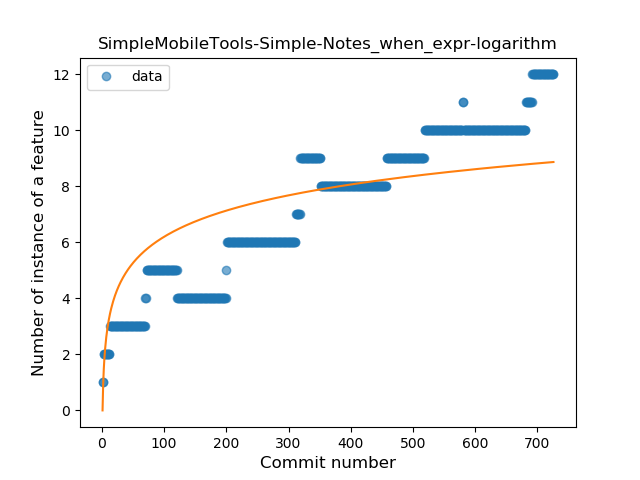 SimpleMobileTools-Simple-Notes_when_expr-logarithm
data
Number of instance of a feature
12
10
8
6
4
2
0
0 100 200 300 400 500 600 700
Commit number